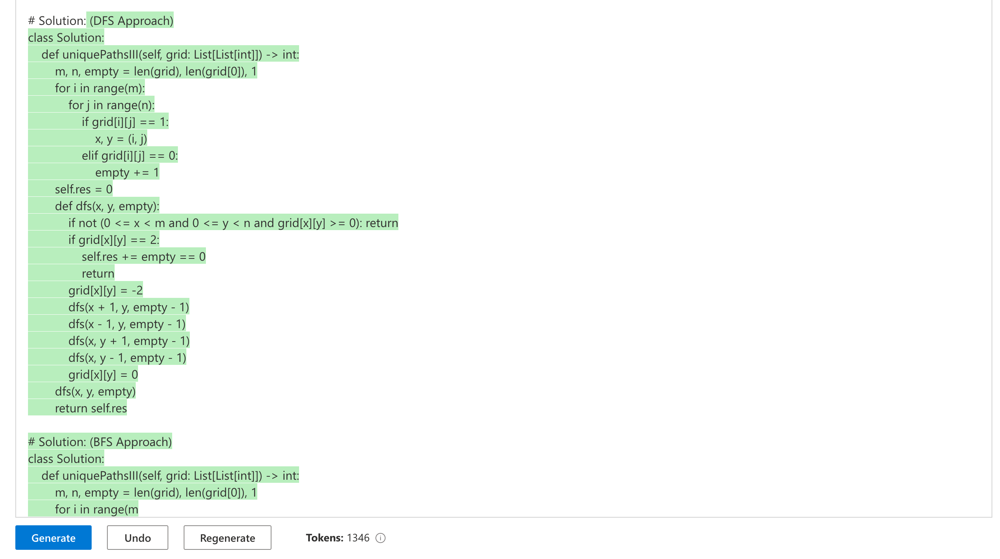 # Solution: (DFS Approach)
class Solution:
    def uniquePathsIII(self, grid: List[List[int]]) -> int:
        m, n, empty = len(grid), len(grid[0]), 1
        for i in range(m):
            for j in range(n):
                if grid[i][j] == 1:
                    x, y = (i, j)
                elif grid[i][j] == 0:
                    empty += 1
        self.res = 0
        def dfs(x, y, empty):
            if not (0 <= x < m and 0 <= y < n and grid[x][y] >= 0): return
            if grid[x][y] == 2:
                self.res += empty == 0
                return
            grid[x][y] = -2
            dfs(x + 1, y, empty - 1)
            dfs(x - 1, y, empty - 1)
            dfs(x, y + 1, empty - 1)
            dfs(x, y - 1, empty - 1)
            grid[x][y] = 0
        dfs(x, y, empty)
        return self.res

# Solution: (BFS Approach)
class Solution:
    def uniquePathsIII(self, grid: List[List[int]]) -> int:
        m, n, empty = len(grid), len(grid[0]), 1
        for i in range(m
Generate Undo Regenerate Tokens: 1346